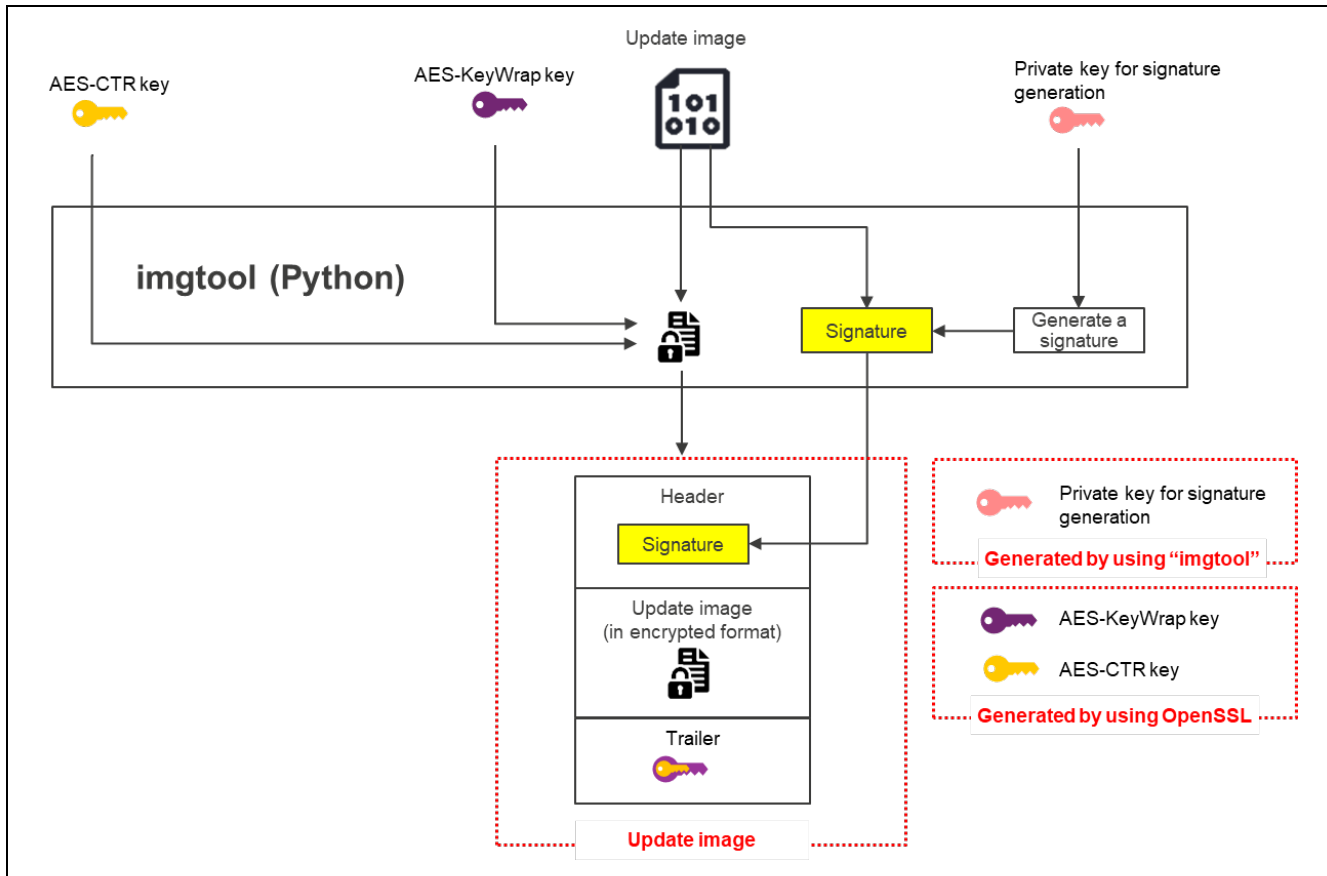 Update image
AES-CTR key
AES-KeyWrap key
Private key for signature
generation
101
010
imgtool (Python)
Signature
Generate a
signature
Header
Signature
Update image
(in encrypted format)
Trailer
Update image
Private key for signature
generation
Generated by using “imgtool”
AES-KeyWrap key
AES-CTR key
Generated by using OpenSSL